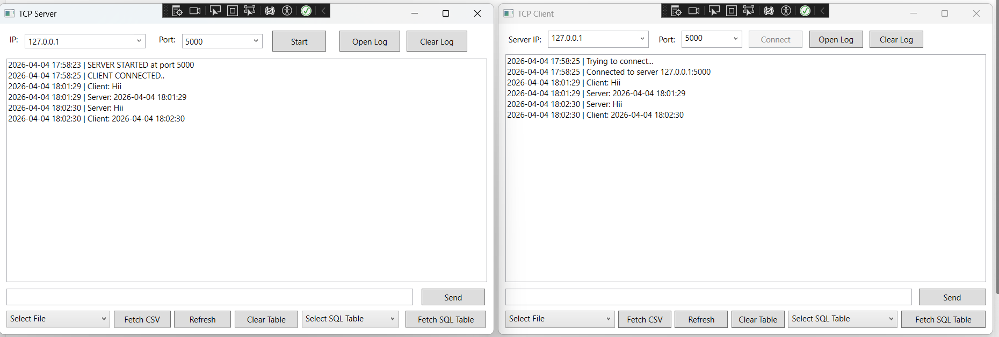 TCP Server
IP: 127.0.0.1 Port: 5000 Start Open Log Clear Log
2026-04-04 17:58:23 | SERVER STARTED at port 5000
2026-04-04 17:58:25 | CLIENT CONNECTED..
2026-04-04 18:01:29 | Client: Hii
2026-04-04 18:01:29 | Server: 2026-04-04 18:01:29
2026-04-04 18:02:30 | Server: Hii
2026-04-04 18:02:30 | Client: 2026-04-04 18:02:30
Send
Select File Fetch CSV Refresh Clear Table Select SQL Table Fetch SQL Table
TCP Client
Server IP: 127.0.0.1 Port: 5000 Connect Open Log Clear Log
2026-04-04 17:58:25 | Trying to connect...
2026-04-04 17:58:25 | Connected to server 127.0.0.1:5000
2026-04-04 18:01:29 | Client: Hii
2026-04-04 18:01:29 | Server: 2026-04-04 18:01:29
2026-04-04 18:02:30 | Server: Hii
2026-04-04 18:02:30 | Client: 2026-04-04 18:02:30
Send
Select File Fetch CSV Refresh Clear Table Select SQL Table Fetch SQL Table